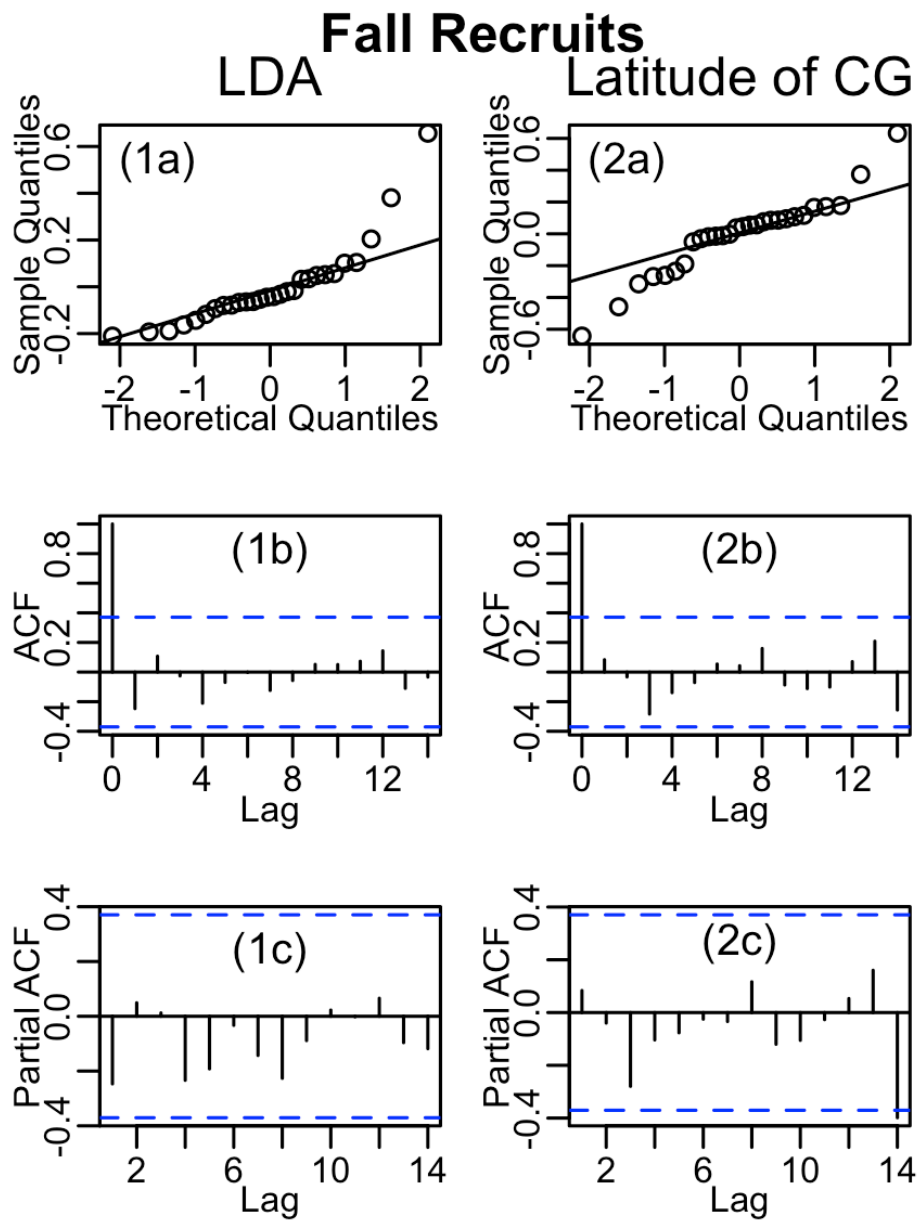 Fall Recruits
LDA
Latitude of CG
Sample Quantiles
-0.2 0.2 0.6
(1a)
-2 -1 0 1 2
Theoretical Quantiles
Sample Quantiles
-0.6 0.0 0.6
(2a)
-2 -1 0 1 2
Theoretical Quantiles
ACF
-0.4 0.2 0.8
(1b)
0 4 8 12
Lag
ACF
-0.4 0.2 0.8
(2b)
0 4 8 12
Lag
Partial ACF
-0.4 0.0 0.4
(1c)
2 6 10 14
Lag
Partial ACF
-0.4 0.0 0.4
(2c)
2 6 10 14
Lag